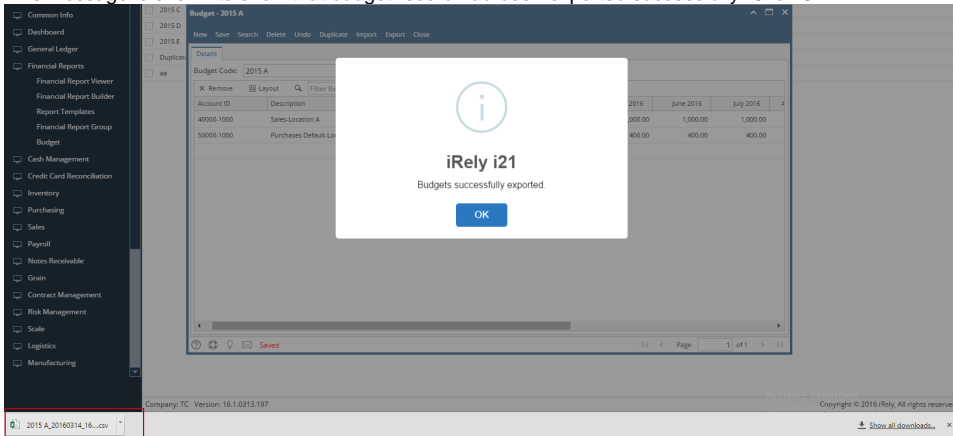 Common Info
Dashboard
General Ledger
Financial Reports
Financial Report Viewer
Financial Report Builder
Report Templates
Financial Report Group
Budget
Cash Management
Credit Card Reconciliation
Inventory
Purchasing
Sales
Payroll
Notes Receivable
Grain
Contract Management
Risk Management
Scale
Logistics
Manufacturing
2015 C
2015 D
2015 E
Duplicate
aa
Budget - 2015 A
New Save Search Delete Undo Duplicate Import Export Close
Details
Budget Code: 2015 A
Remove Layout Filter Re
Account ID Description 2016 June 2016 July 2016
40000-1000 Sales-Location A ,000.00 1,000.00 1,000.00
50000-1000 Purchases Default-Loc 400.00 400.00 400.00
iRely i21
Budgets successfully exported.
OK
Saved Page 1 of 1
Company: TC Version: 16.1.0313.197 Copyright © 2016 iRely, All rights reserve
2015 A_20160314_16....csv Show all downloads...